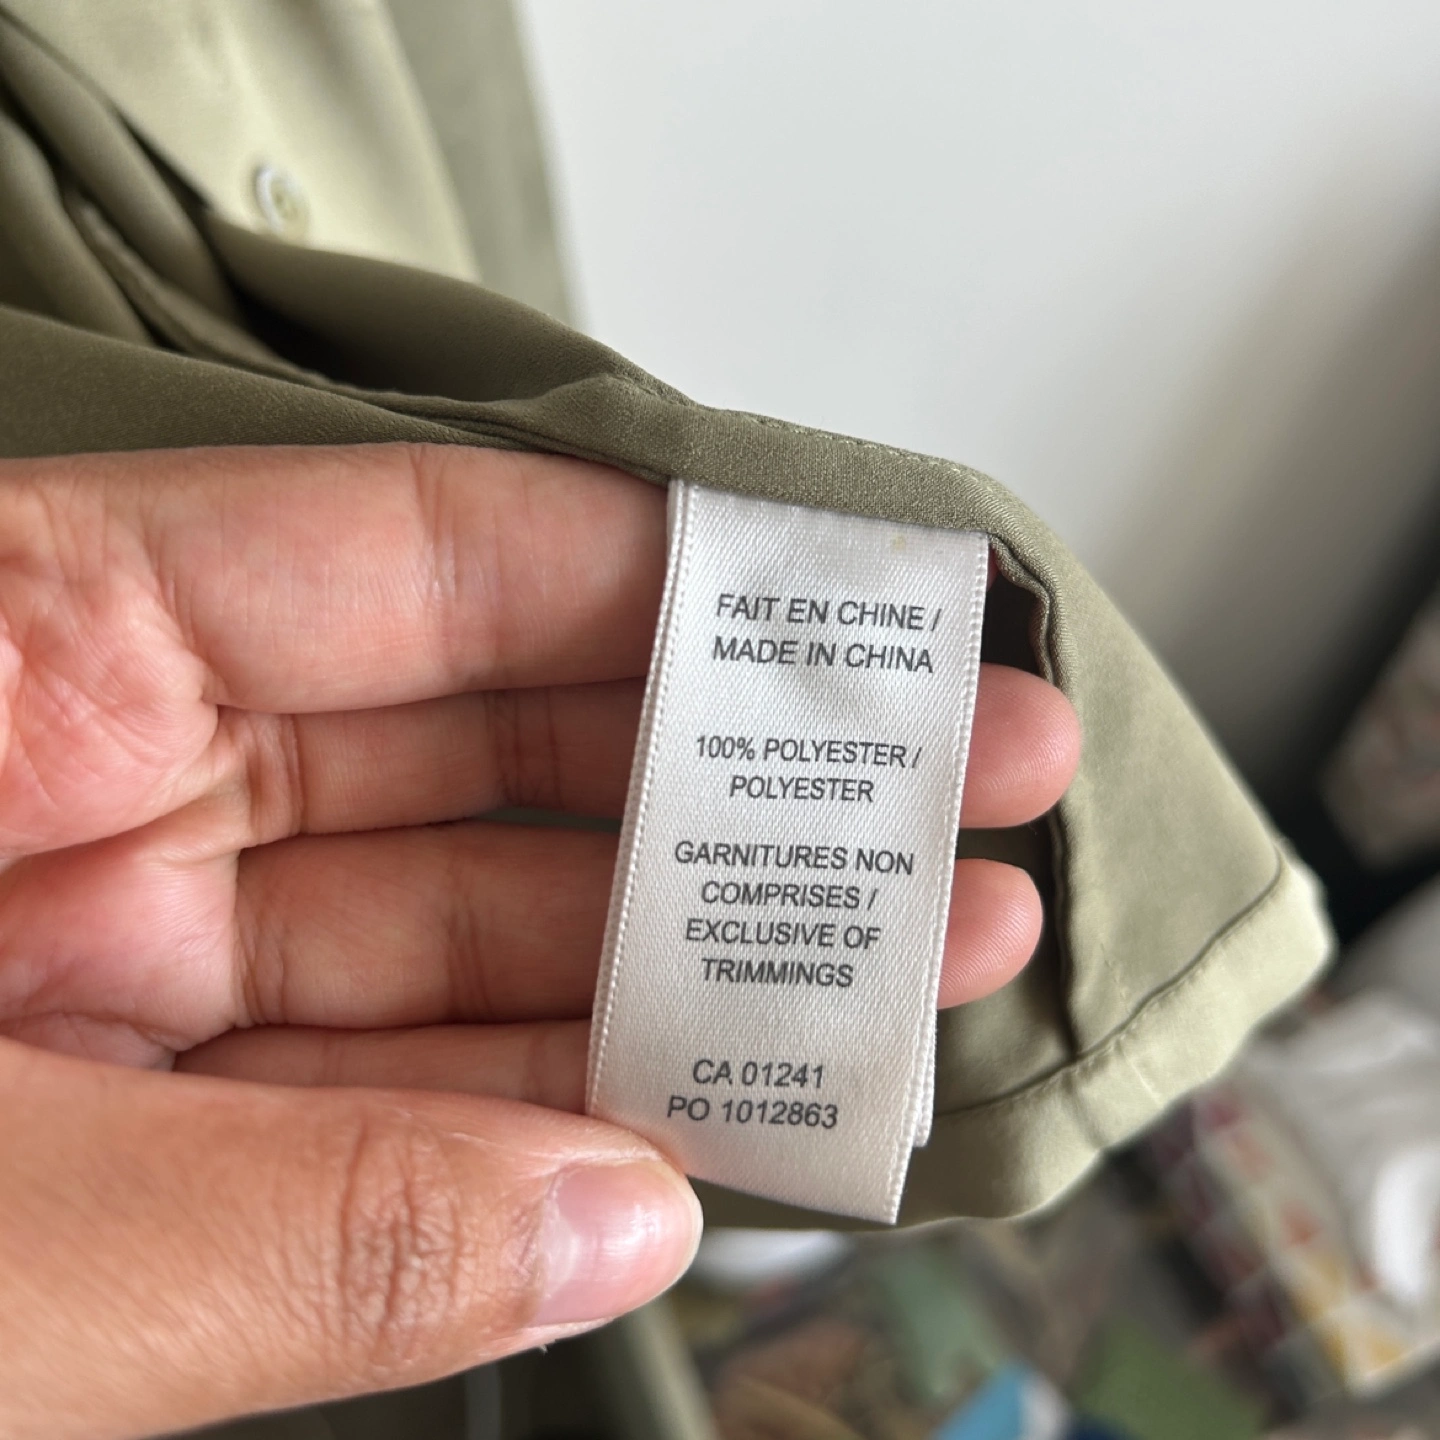 FAIT EN CHINE /
MADE IN CHINA
100% POLYESTER /
POLYESTER
GARNITURES NON
COMPRISES /
EXCLUSIVE OF
TRIMMINGS
CA 01241
PO 1012863